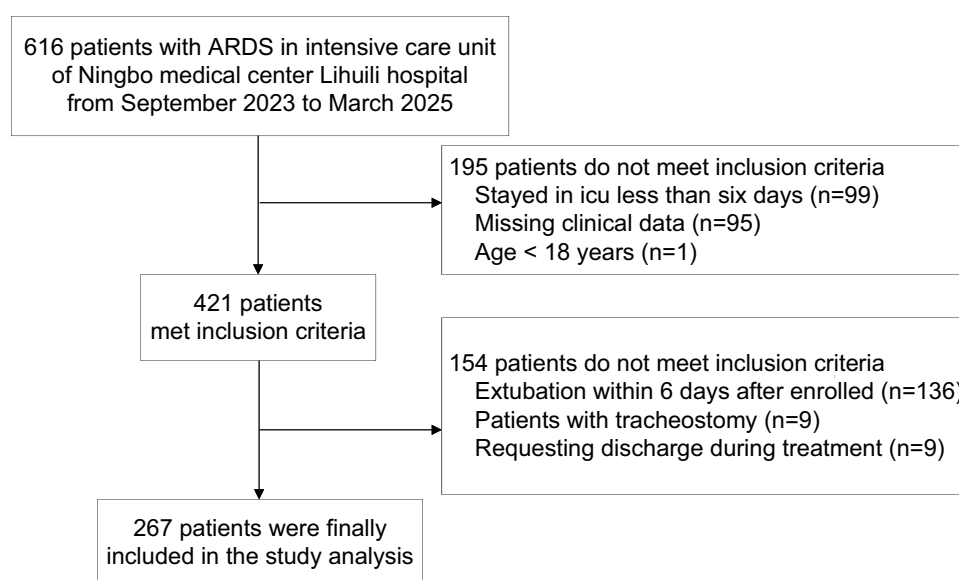 616 patients with ARDS in intensive care unit
of Ningbo medical center Lihuili hospital
from September 2023 to March 2025
195 patients do not meet inclusion criteria
Stayed in icu less than six days (n=99)
Missing clinical data (n=95)
Age < 18 years (n=1)
421 patients
met inclusion criteria
154 patients do not meet inclusion criteria
Extubation within 6 days after enrolled (n=136)
Patients with tracheostomy (n=9)
Requesting discharge during treatment (n=9)
267 patients were finally
included in the study analysis